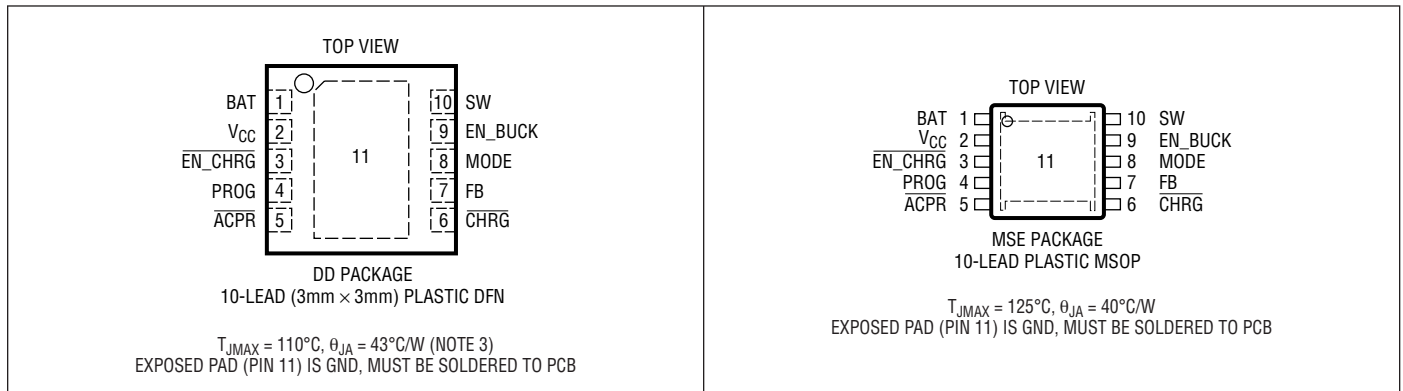 TOP VIEW
BAT 1
VCC 2
EN_CHRG 3
PROG 4
ACPR 5
11
10 SW
9 EN_BUCK
8 MODE
7 FB
6 CHRG
DD PACKAGE
10-LEAD (3mm × 3mm) PLASTIC DFN
TJMAX = 110°C, θJA = 43°C/W (NOTE 3)
EXPOSED PAD (PIN 11) IS GND, MUST BE SOLDERED TO PCB
TOP VIEW
BAT 1
VCC 2
EN_CHRG 3
PROG 4
ACPR 5
11
10 SW
9 EN_BUCK
8 MODE
7 FB
6 CHRG
MSE PACKAGE
10-LEAD PLASTIC MSOP
TJMAX = 125°C, θJA = 40°C/W
EXPOSED PAD (PIN 11) IS GND, MUST BE SOLDERED TO PCB